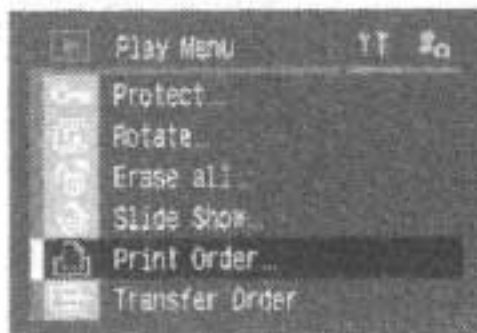 Play Menu
Protect...
Rotate...
Erase all...
Slide Show...
Print Order...
Transfer Order